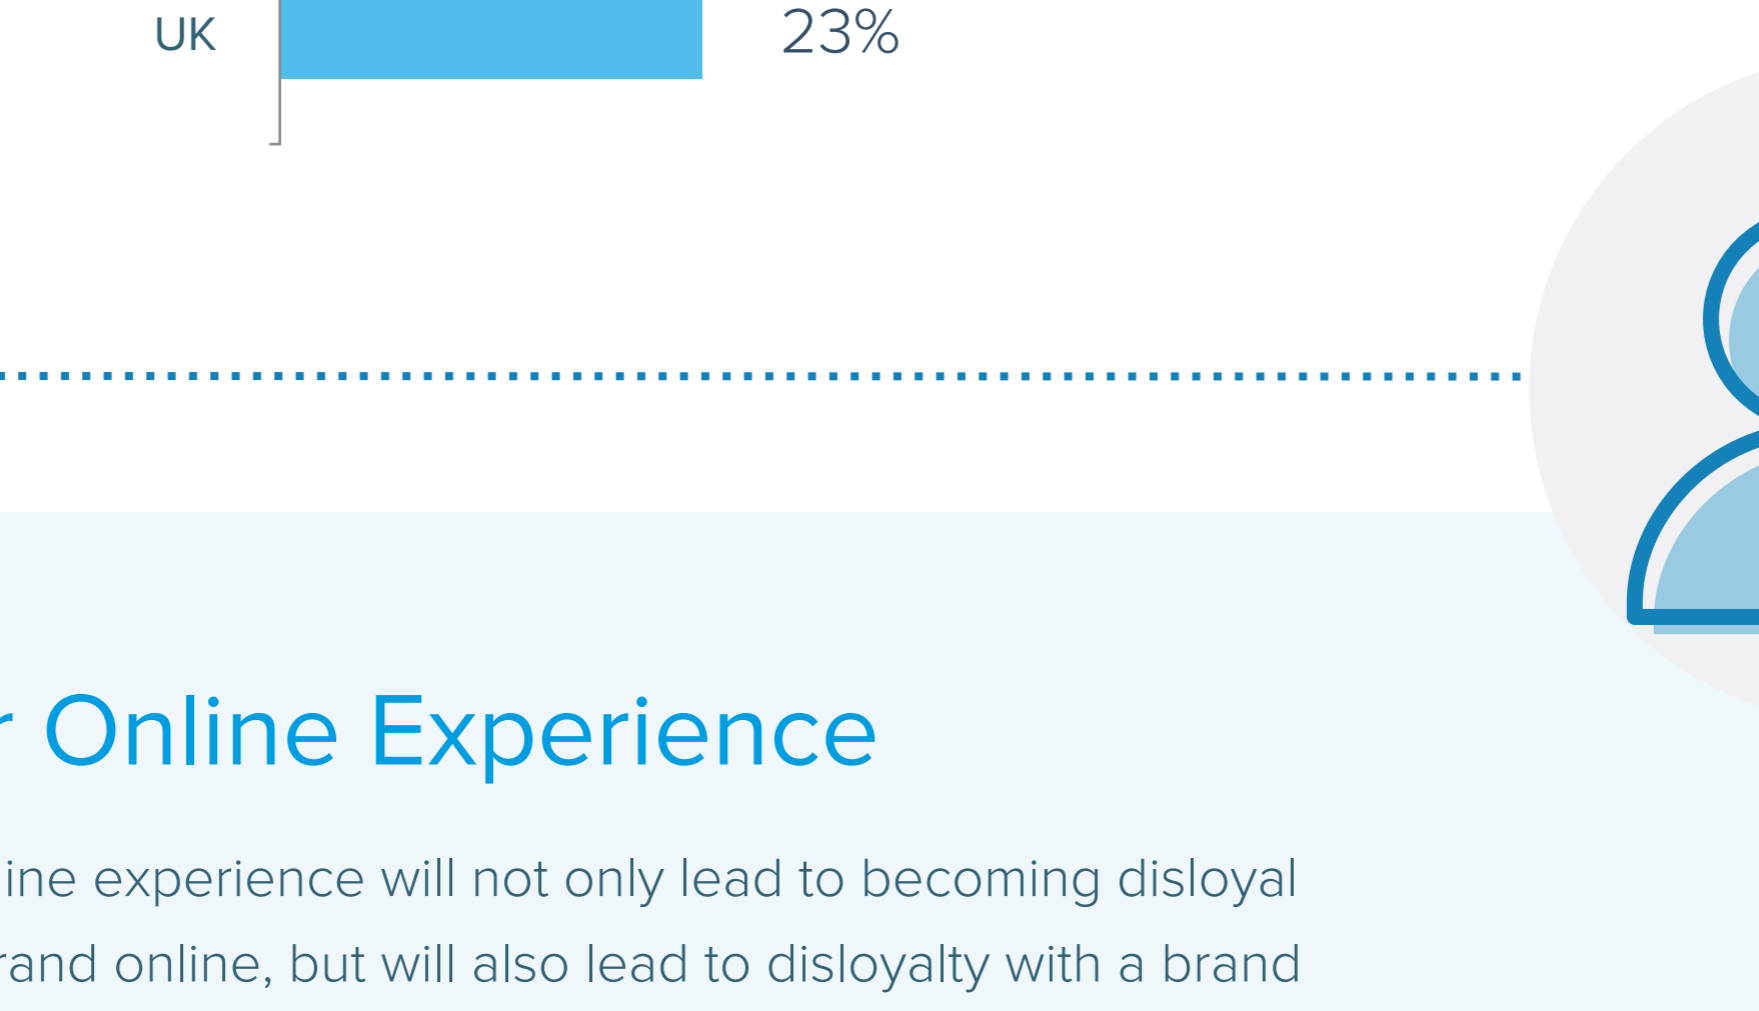 UK 23%
r Online Experience
ine experience will not only lead to becoming disloyal
rand online, but will also lead to disloyalty with a brand